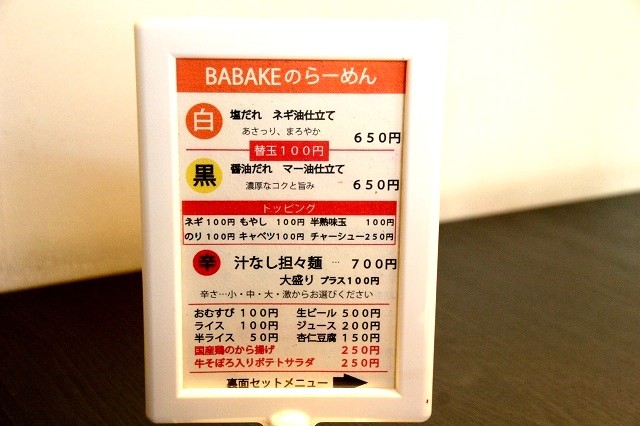 BABAKEのらーめん
白 塩だれ ネギ油仕立て
あさっり、まろやか
650円
替玉100円
黒 醤油だれ マー油仕立て
濃厚なコクと旨み 650円
トッピング
ネギ100円 もやし 100円 半熟味玉 100円
のり100円 キャベツ100円 チャーシュー250円
辛 汁なし担々麺 … 700円
大盛り プラス100円
辛さ…小・中・大・激からお選びください
おむすび 100円 生ビール 500円
ライス 100円 ジュース 200円
半ライス 50円 杏仁豆腐 150円
国産鶏のから揚げ 250円
牛そぼろ入りポテトサラダ 250円
裏面セットメニュー